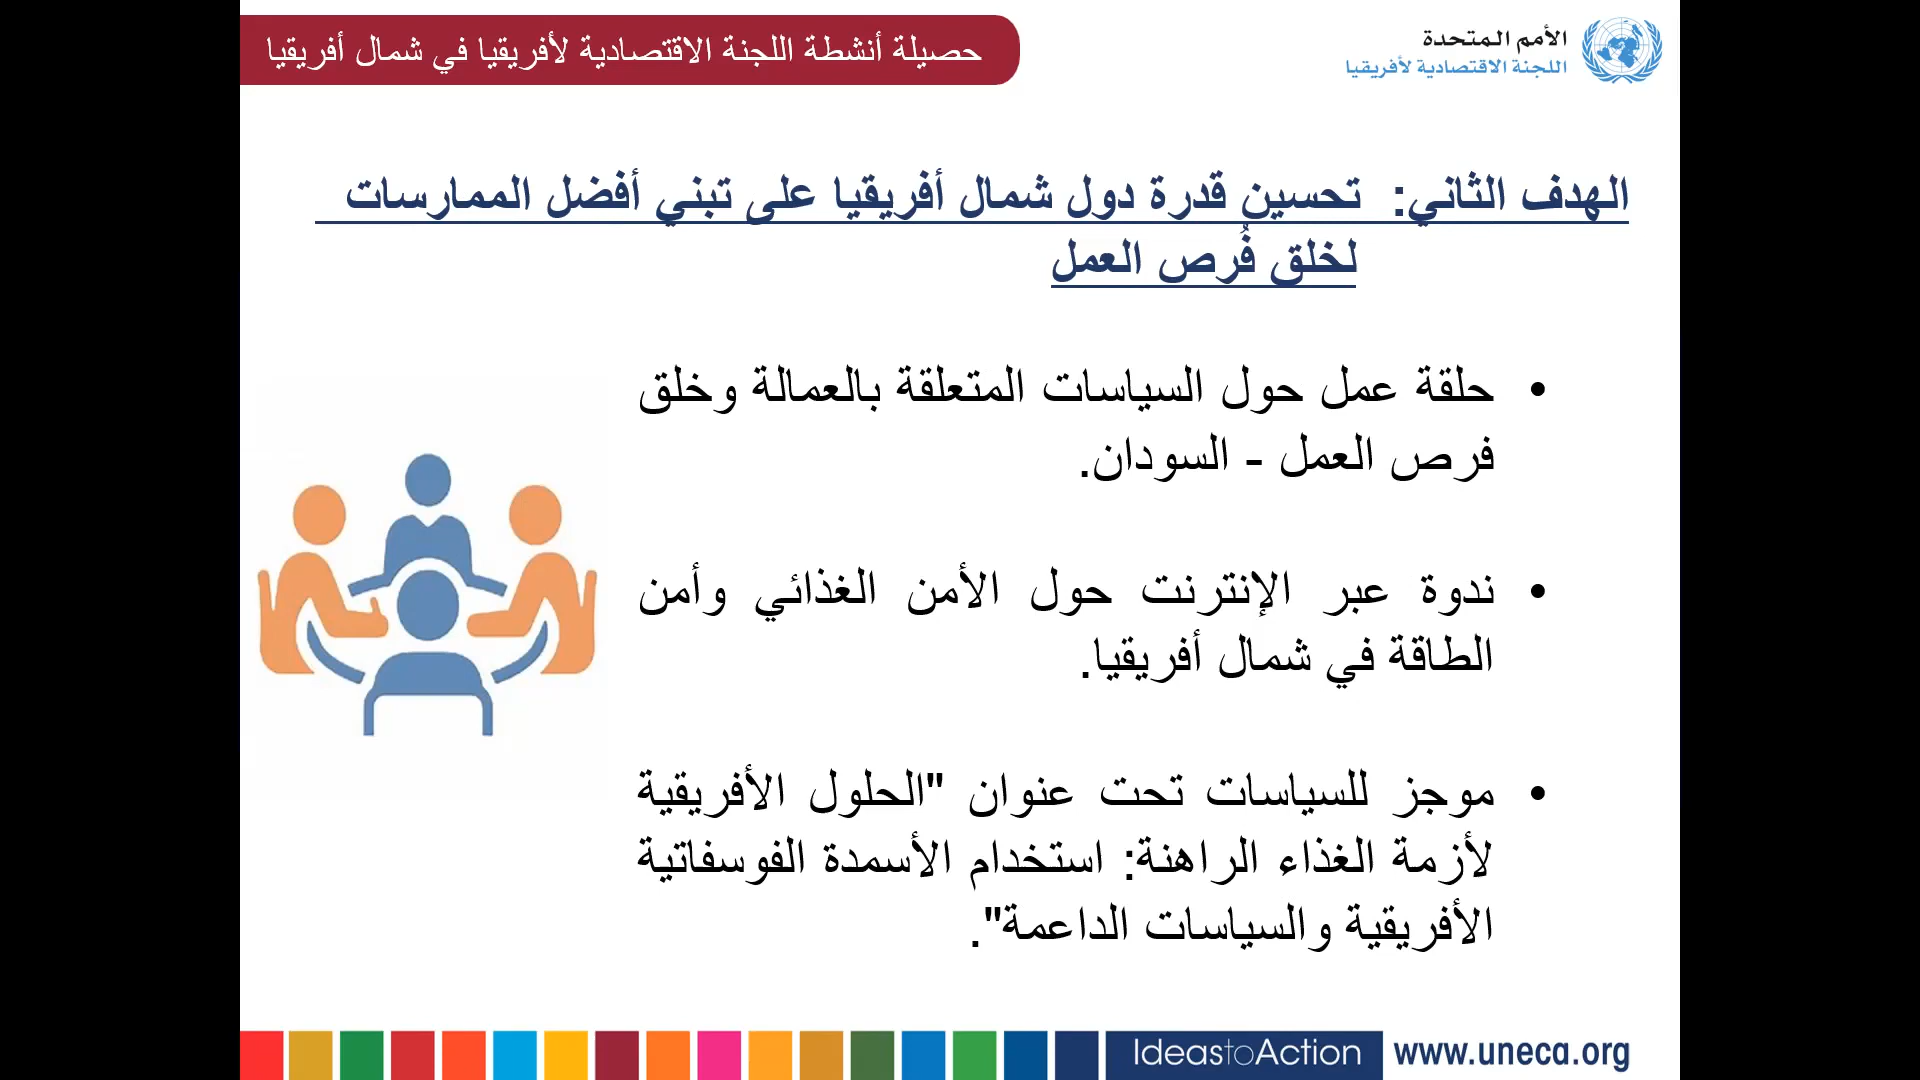 حصيلة أنشطة اللجنة الاقتصادية لأفريقيا في شمال أفريقيا
الأمم المتحدة
اللجنة الاقتصادية لأفريقيا
الهدف الثاني: تحسين قدرة دول شمال أفريقيا على تبني أفضل الممارسات
لخلق فُرص العمل
• حلقة عمل حول السياسات المتعلقة بالعمالة وخلق
فرص العمل - السودان.
• ندوة عبر الإنترنت حول الأمن الغذائي وأمن
الطاقة في شمال أفريقيا.
• موجز للسياسات تحت عنوان "الحلول الأفريقية
لأزمة الغذاء الراهنة: استخدام الأسمدة الفوسفاتية
الأفريقية والسياسات الداعمة".
IdeastoAction www.uneca.org